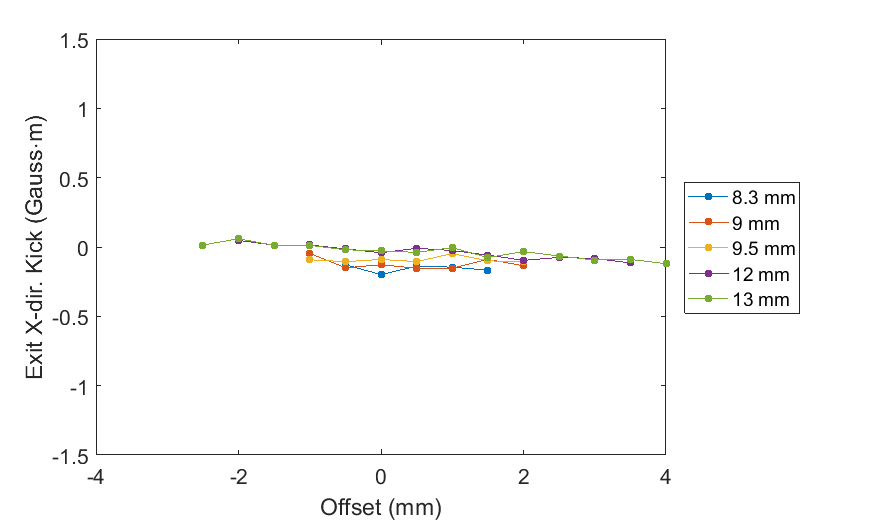 1.5
1
0.5
0
-0.5
-1
-1.5
-4
-2
0
2
4
Exit X-dir. Kick (Gauss·m)
Offset (mm)
8.3 mm
9 mm
9.5 mm
12 mm
13 mm